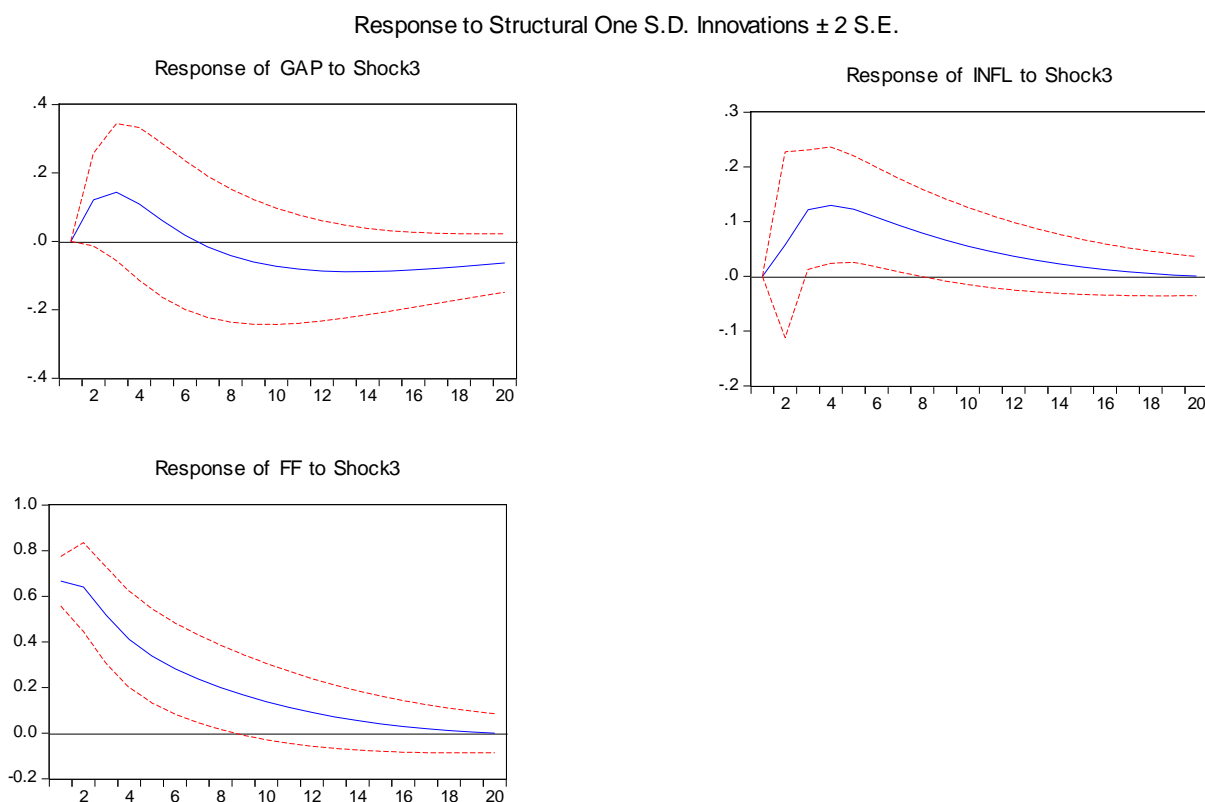 Response to Structural One S.D. Innovations ± 2 S.E.
Response of GAP to Shock3
.4
.2
.0
-.2
-.4
2 4 6 8 10 12 14 16 18 20
Response of INFL to Shock3
.3
.2
.1
.0
-.1
-.2
2 4 6 8 10 12 14 16 18 20
Response of FF to Shock3
1.0
0.8
0.6
0.4
0.2
0.0
-0.2
2 4 6 8 10 12 14 16 18 20